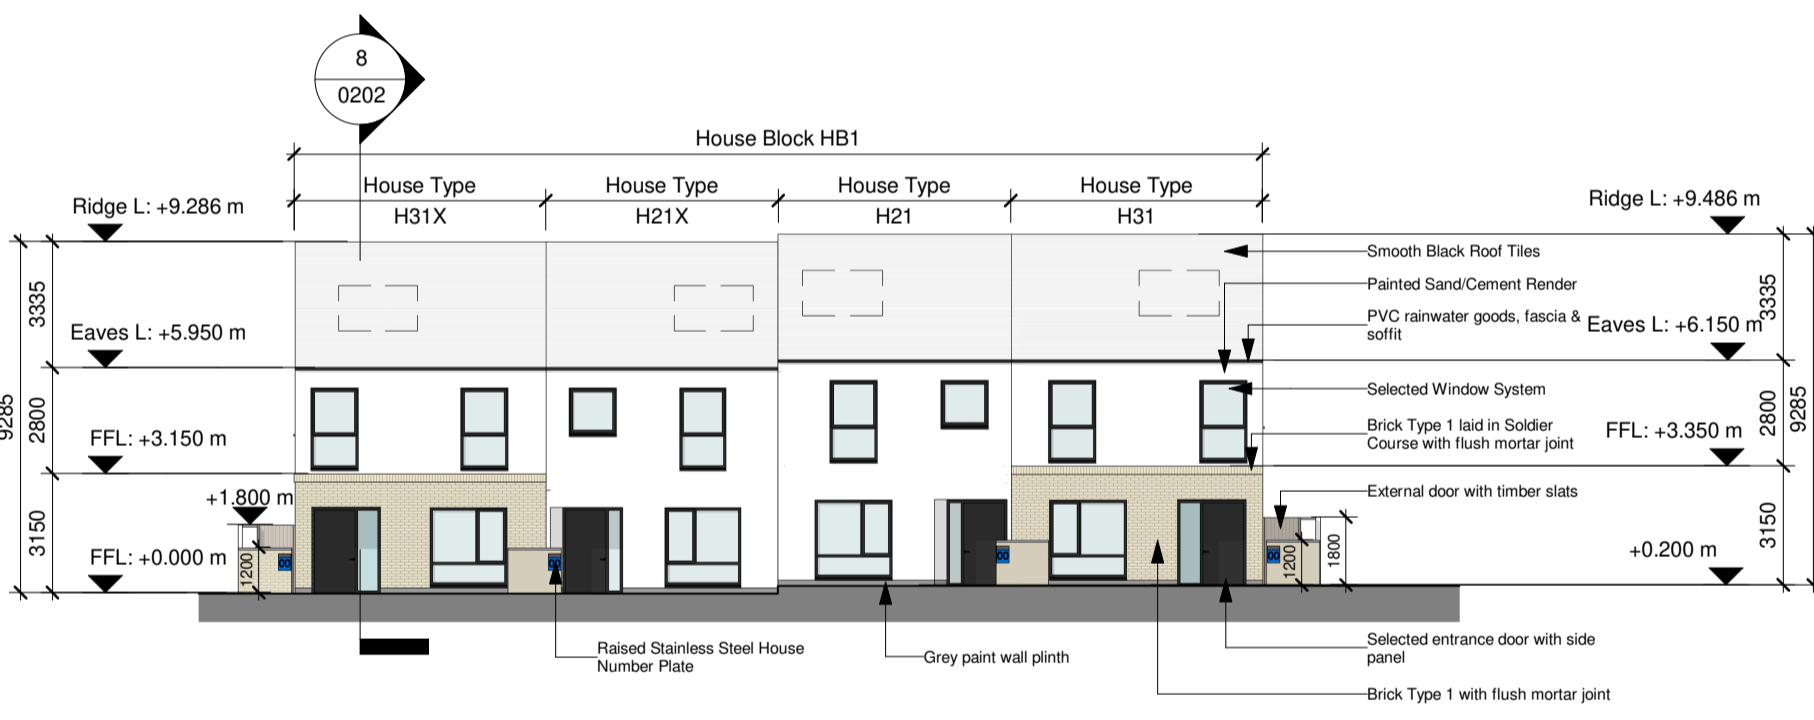 8
0202
House Block HB1
House Type
H31X
House Type
H21X
House Type
H21
House Type
H31
Ridge L: +9.286 m
Eaves L: +5.950 m
FFL: +3.150 m
+1.800 m
FFL: +0.000 m
9285
3335
2800
3150
1200
00
00
00
00
Ridge L: +9.486 m
Smooth Black Roof Tiles
Painted Sand/Cement Render
PVC rainwater goods, fascia &
soffit
Eaves L: +6.150 m
Selected Window System
Brick Type 1 laid in Soldier
Course with flush mortar joint
FFL: +3.350 m
External door with timber slats
+0.200 m
1200
1800
3335
2800
3150
9285
Raised Stainless Steel House
Number Plate
Grey paint wall plinth
Selected entrance door with side
panel
Brick Type 1 with flush mortar joint